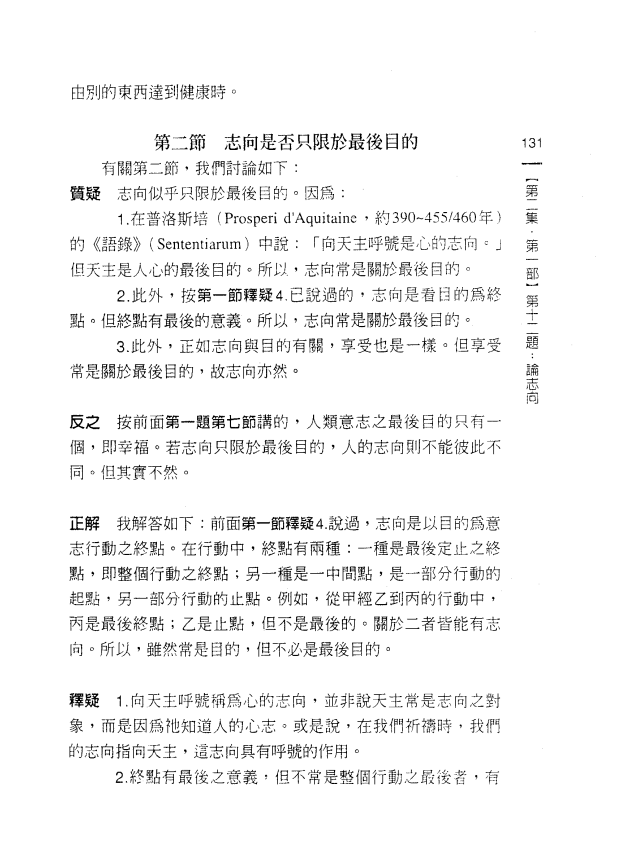 由別的東西達到健康時。
第二節　志向是否只限於最後目的
有關第二節，我們討論如下：
質疑　志向似乎只限於最後目的。因爲：
1.在普洛斯培（Prosperi d'Aquitaine，約390~455/460年）
的《語錄》（Sententiarum）中說：「向天主呼號是心的志向。」
但天主是人心的最後目的。所以，志向常是關於最後目的。
2.此外，按第一節釋疑4.已說過的，志向是看目的爲終
點。但終點有最後的意義。所以，志向常是關於最後目的。
3.此外，正如志向與目的有關，享受也是一樣。但享受
常是關於最後目的，故志向亦然。
反之　按前面第一題第七節講的，人類意志之最後目的只有一
個，即幸福。若志向只限於最後目的，人的志向則不能彼此不
同。但其實不然。
正解　我解答如下：前面第一節釋疑4.說過，志向是以目的爲意
志行動之終點。在行動中，終點有兩種：一種是最後定止之終
點，即整個行動之終點；另一種是一中間點，是一部分行動的
起點，另一部分行動的止點。例如，從甲經乙到丙的行動中，
丙是最後終點；乙是止點，但不是最後的。關於二者皆能有志
向。所以，雖然常是目的，但不必是最後目的。
釋疑　1.向天主呼號稱爲心的志向，並非說天主常是志向之對
象，而是因爲祂知道人的心志。或是說，在我們祈禱時，我們
的志向指向天主，這志向具有呼號的作用。
2.終點有最後之意義，但不常是整個行動之最後者，有
131
【第二集．第一部】第十二題：論志向